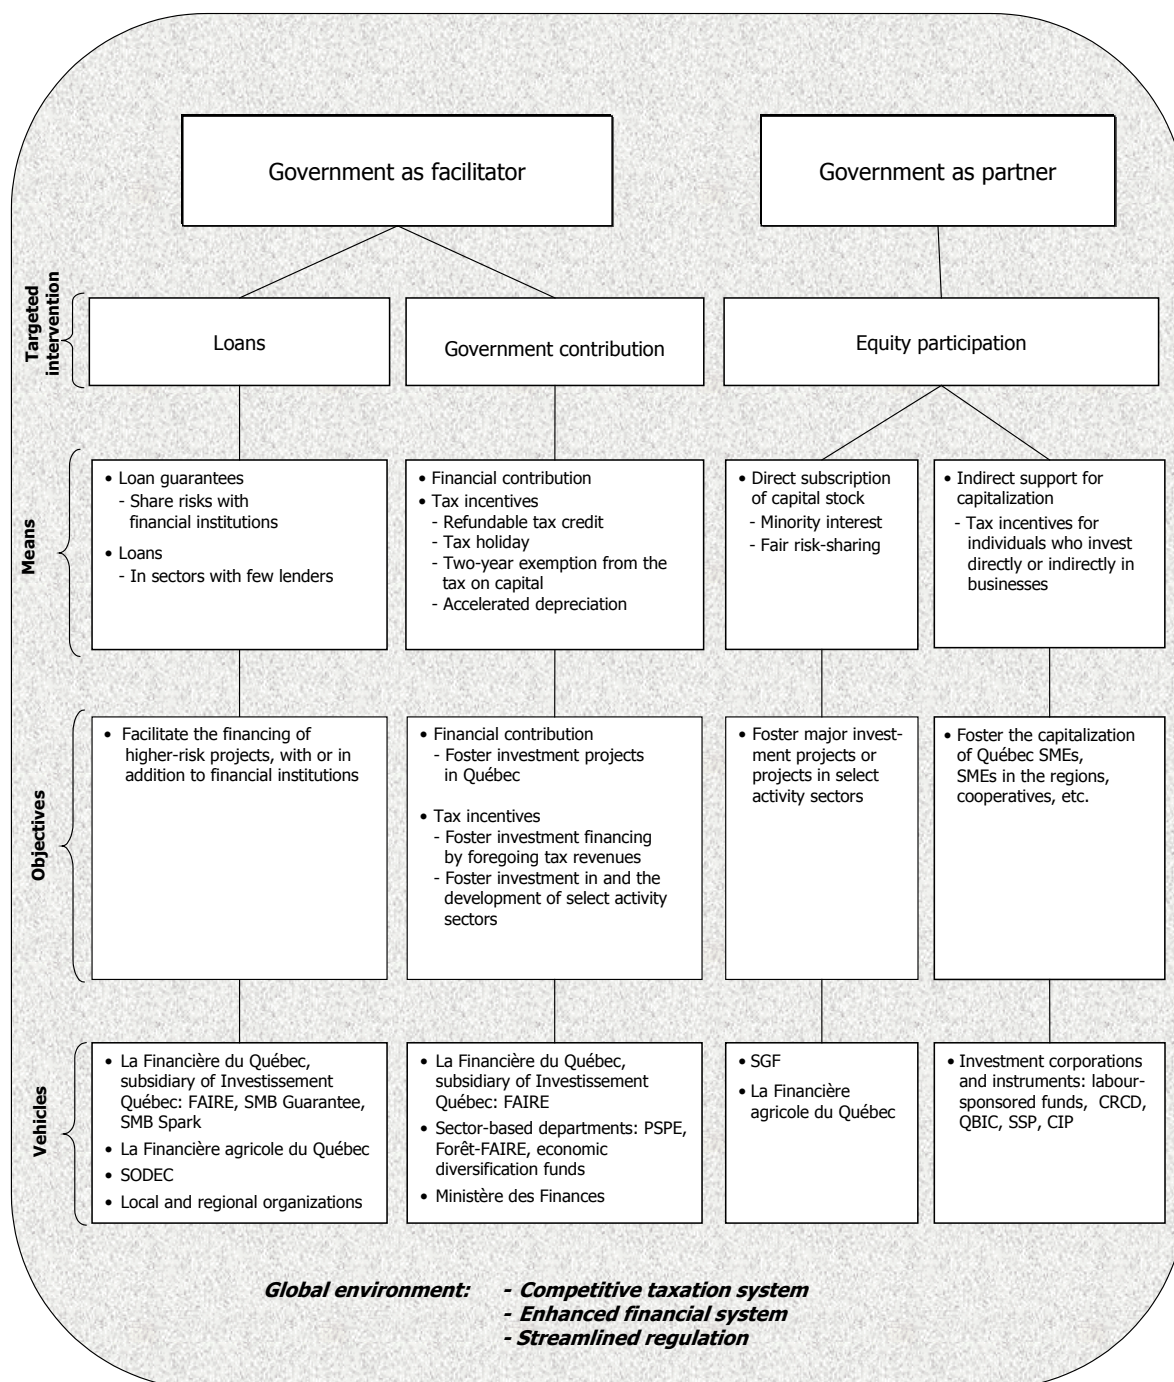 Government as facilitator
Government as partner
Targeted
intervention
Loans
Government contribution
Equity participation
Means
• Loan guarantees
- Share risks with
financial institutions
• Loans
- In sectors with few lenders
• Financial contribution
• Tax incentives
- Refundable tax credit
- Tax holiday
- Two-year exemption from the
tax on capital
- Accelerated depreciation
• Direct subscription
of capital stock
- Minority interest
- Fair risk-sharing
• Indirect support for
capitalization
- Tax incentives for
individuals who invest
directly or indirectly in
businesses
Objectives
• Facilitate the financing of
higher-risk projects, with or in
addition to financial institutions
• Financial contribution
- Foster investment projects
in Québec
• Tax incentives
- Foster investment financing
by foregoing tax revenues
- Foster investment in and the
development of select activity
sectors
• Foster major invest-
ment projects or
projects in select
activity sectors
• Foster the capitalization
of Québec SMEs,
SMEs in the regions,
cooperatives, etc.
Vehicles
• La Financière du Québec,
subsidiary of Investissement
Québec: FAIRE, SMB Guarantee,
SMB Spark
• La Financière agricole du Québec
• SODEC
• Local and regional organizations
• La Financière du Québec,
subsidiary of Investissement
Québec: FAIRE
• Sector-based departments: PSPE,
Forêt-FAIRE, economic
diversification funds
• Ministère des Finances
• SGF
• La Financière
agricole du Québec
• Investment corporations
and instruments: labour-
sponsored funds, CRCD,
QBIC, SSP, CIP
Global environment: - Competitive taxation system
- Enhanced financial system
- Streamlined regulation